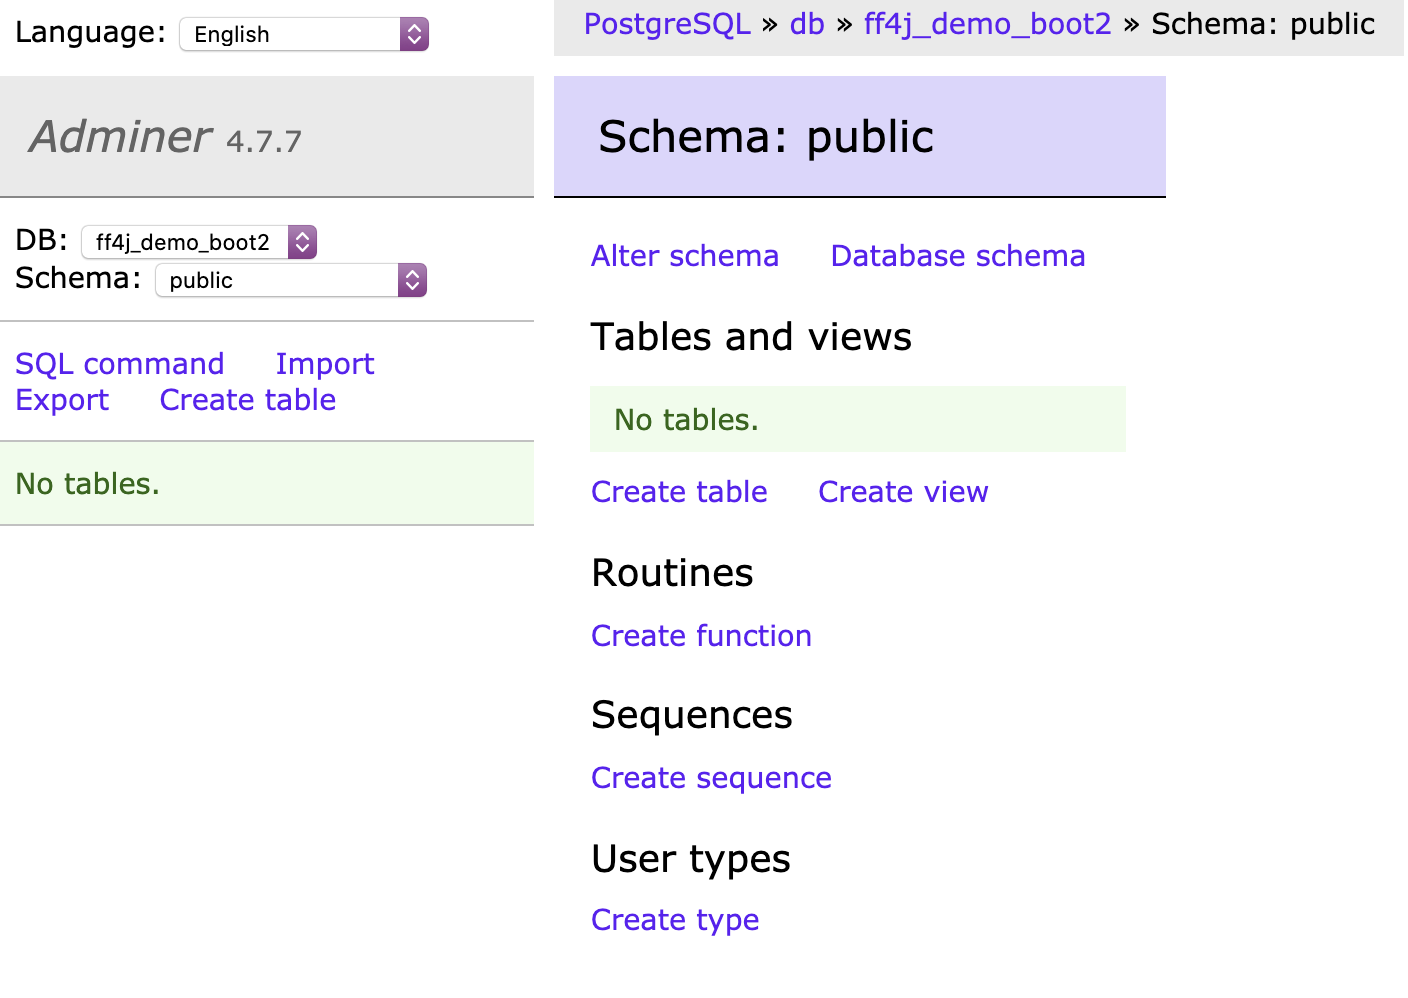 Language: English
Adminer 4.7.7
DB: ff4j_demo_boot2
Schema: public
SQL command Import
Export Create table
No tables.
PostgreSQL » db » ff4j_demo_boot2 » Schema: public
Schema: public
Alter schema Database schema
Tables and views
No tables.
Create table Create view
Routines
Create function
Sequences
Create sequence
User types
Create type